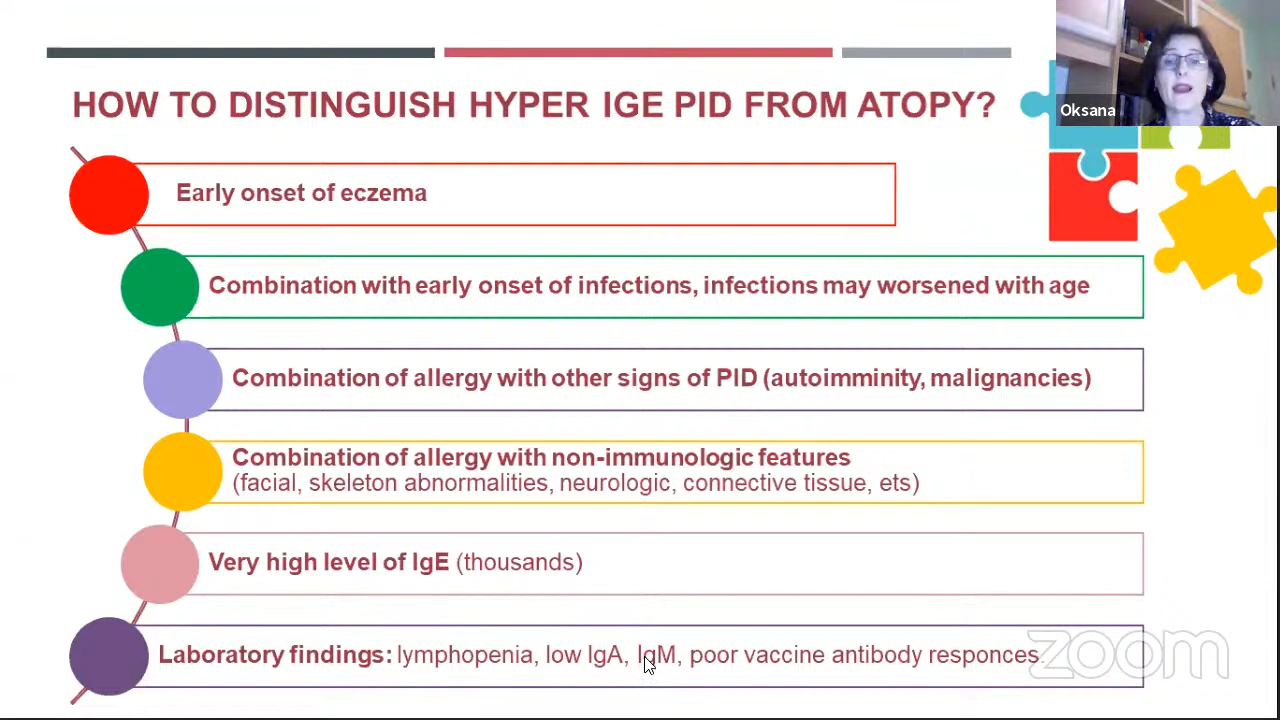 HOW TO DISTINGUISH HYPER IGE PID FROM ATOPY?
Oksana
Early onset of eczema
Combination with early onset of infections, infections may worsened with age
Combination of allergy with other signs of PID (autoimminity, malignancies)
Combination of allergy with non-immunologic features
(facial, skeleton abnormalities, neurologic, connective tissue, ets)
Very high level of IgE (thousands)
Laboratory findings: lymphopenia, low IgA, IgM, poor vaccine antibody responces.
zoom